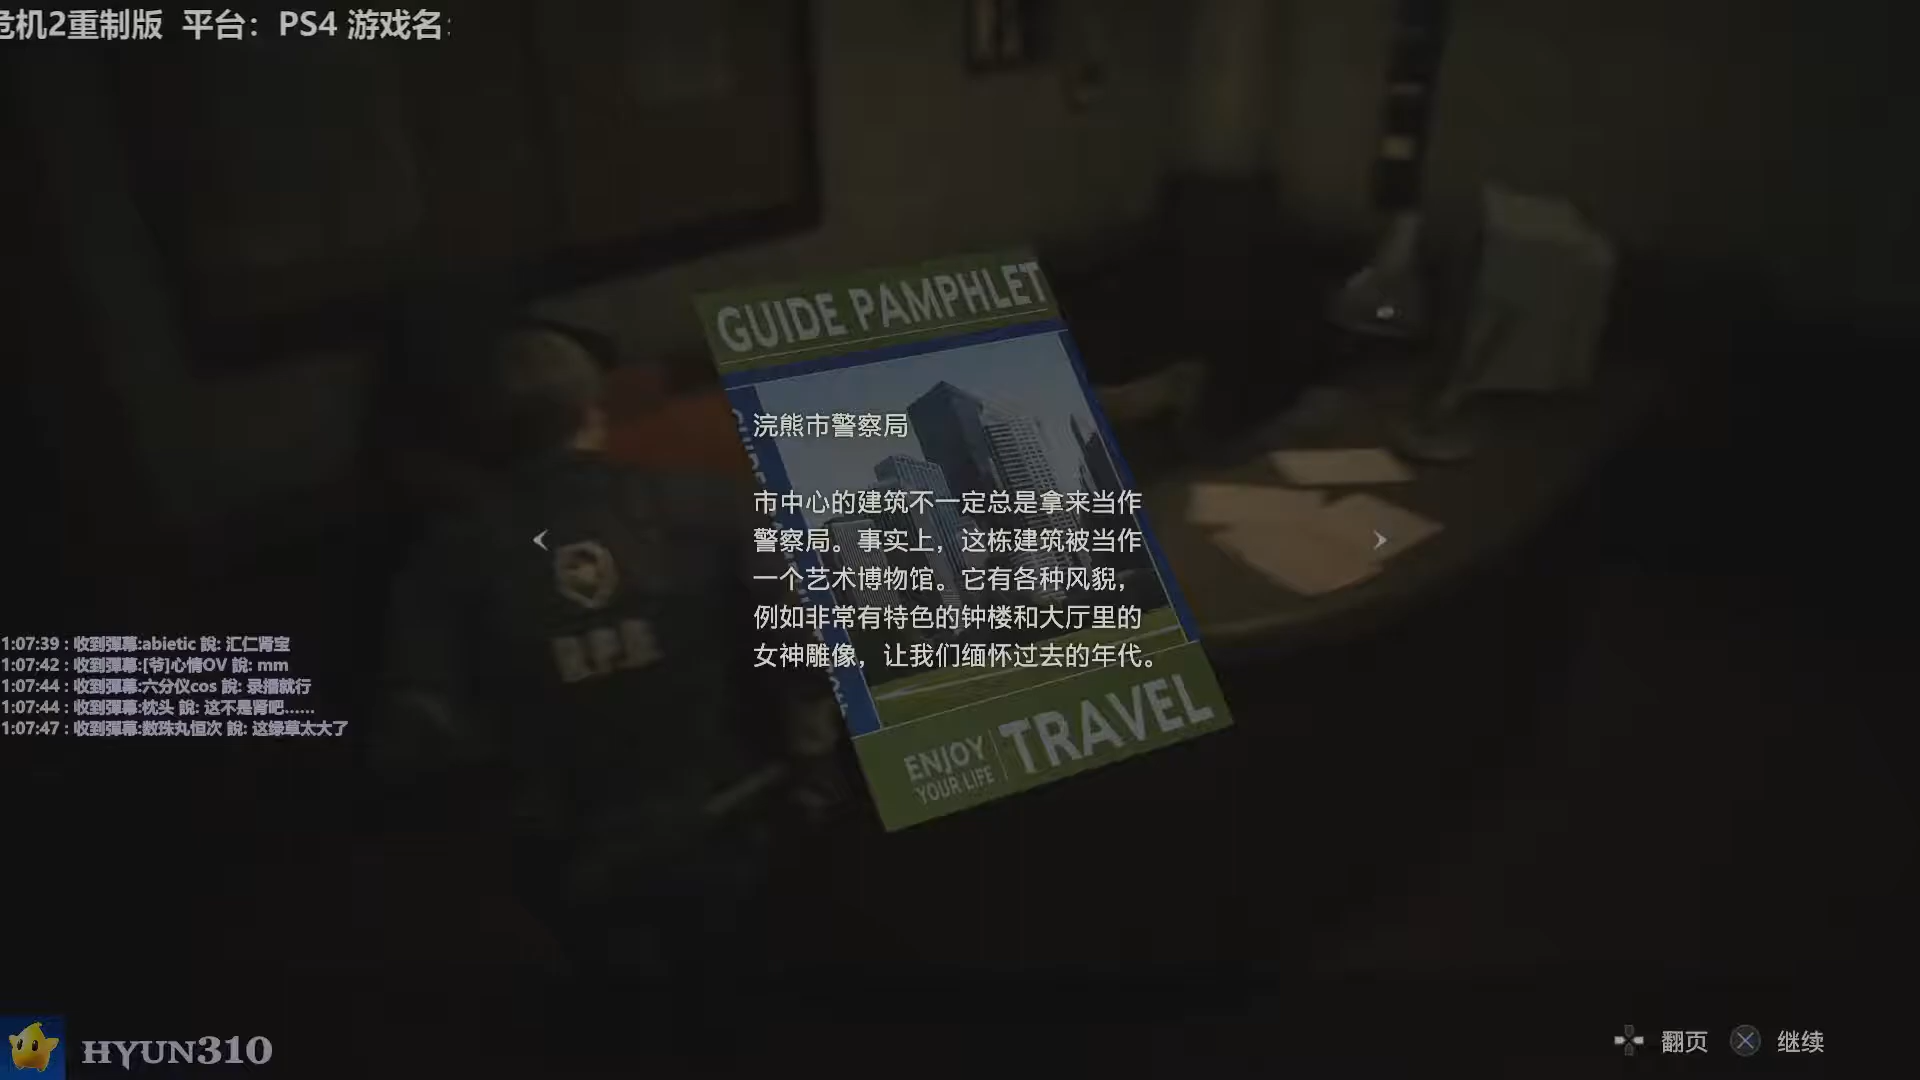 危机2重制版 平台：PS4 游戏名：
GUIDE PAMPHLET
浣熊市警察局
市中心的建筑不一定总是拿来当作
警察局。事实上，这栋建筑被当作
一个艺术博物馆。它有各种风貌，
例如非常有特色的钟楼和大厅里的
女神雕像，让我们缅怀过去的年代。
ENJOY
YOUR LIFE
TRAVEL
1:07:39 : 收到彈幕:abietic 說: 汇仁肾宝
1:07:42 : 收到彈幕:[节]心情OV 說: mm
1:07:44 : 收到彈幕:六分仪cos 說: 录播就行
1:07:44 : 收到彈幕:枕头 說: 这不是肾吧......
1:07:47 : 收到彈幕:数珠丸恒次 說: 这绿草太大了
HYUN310
翻页
继续